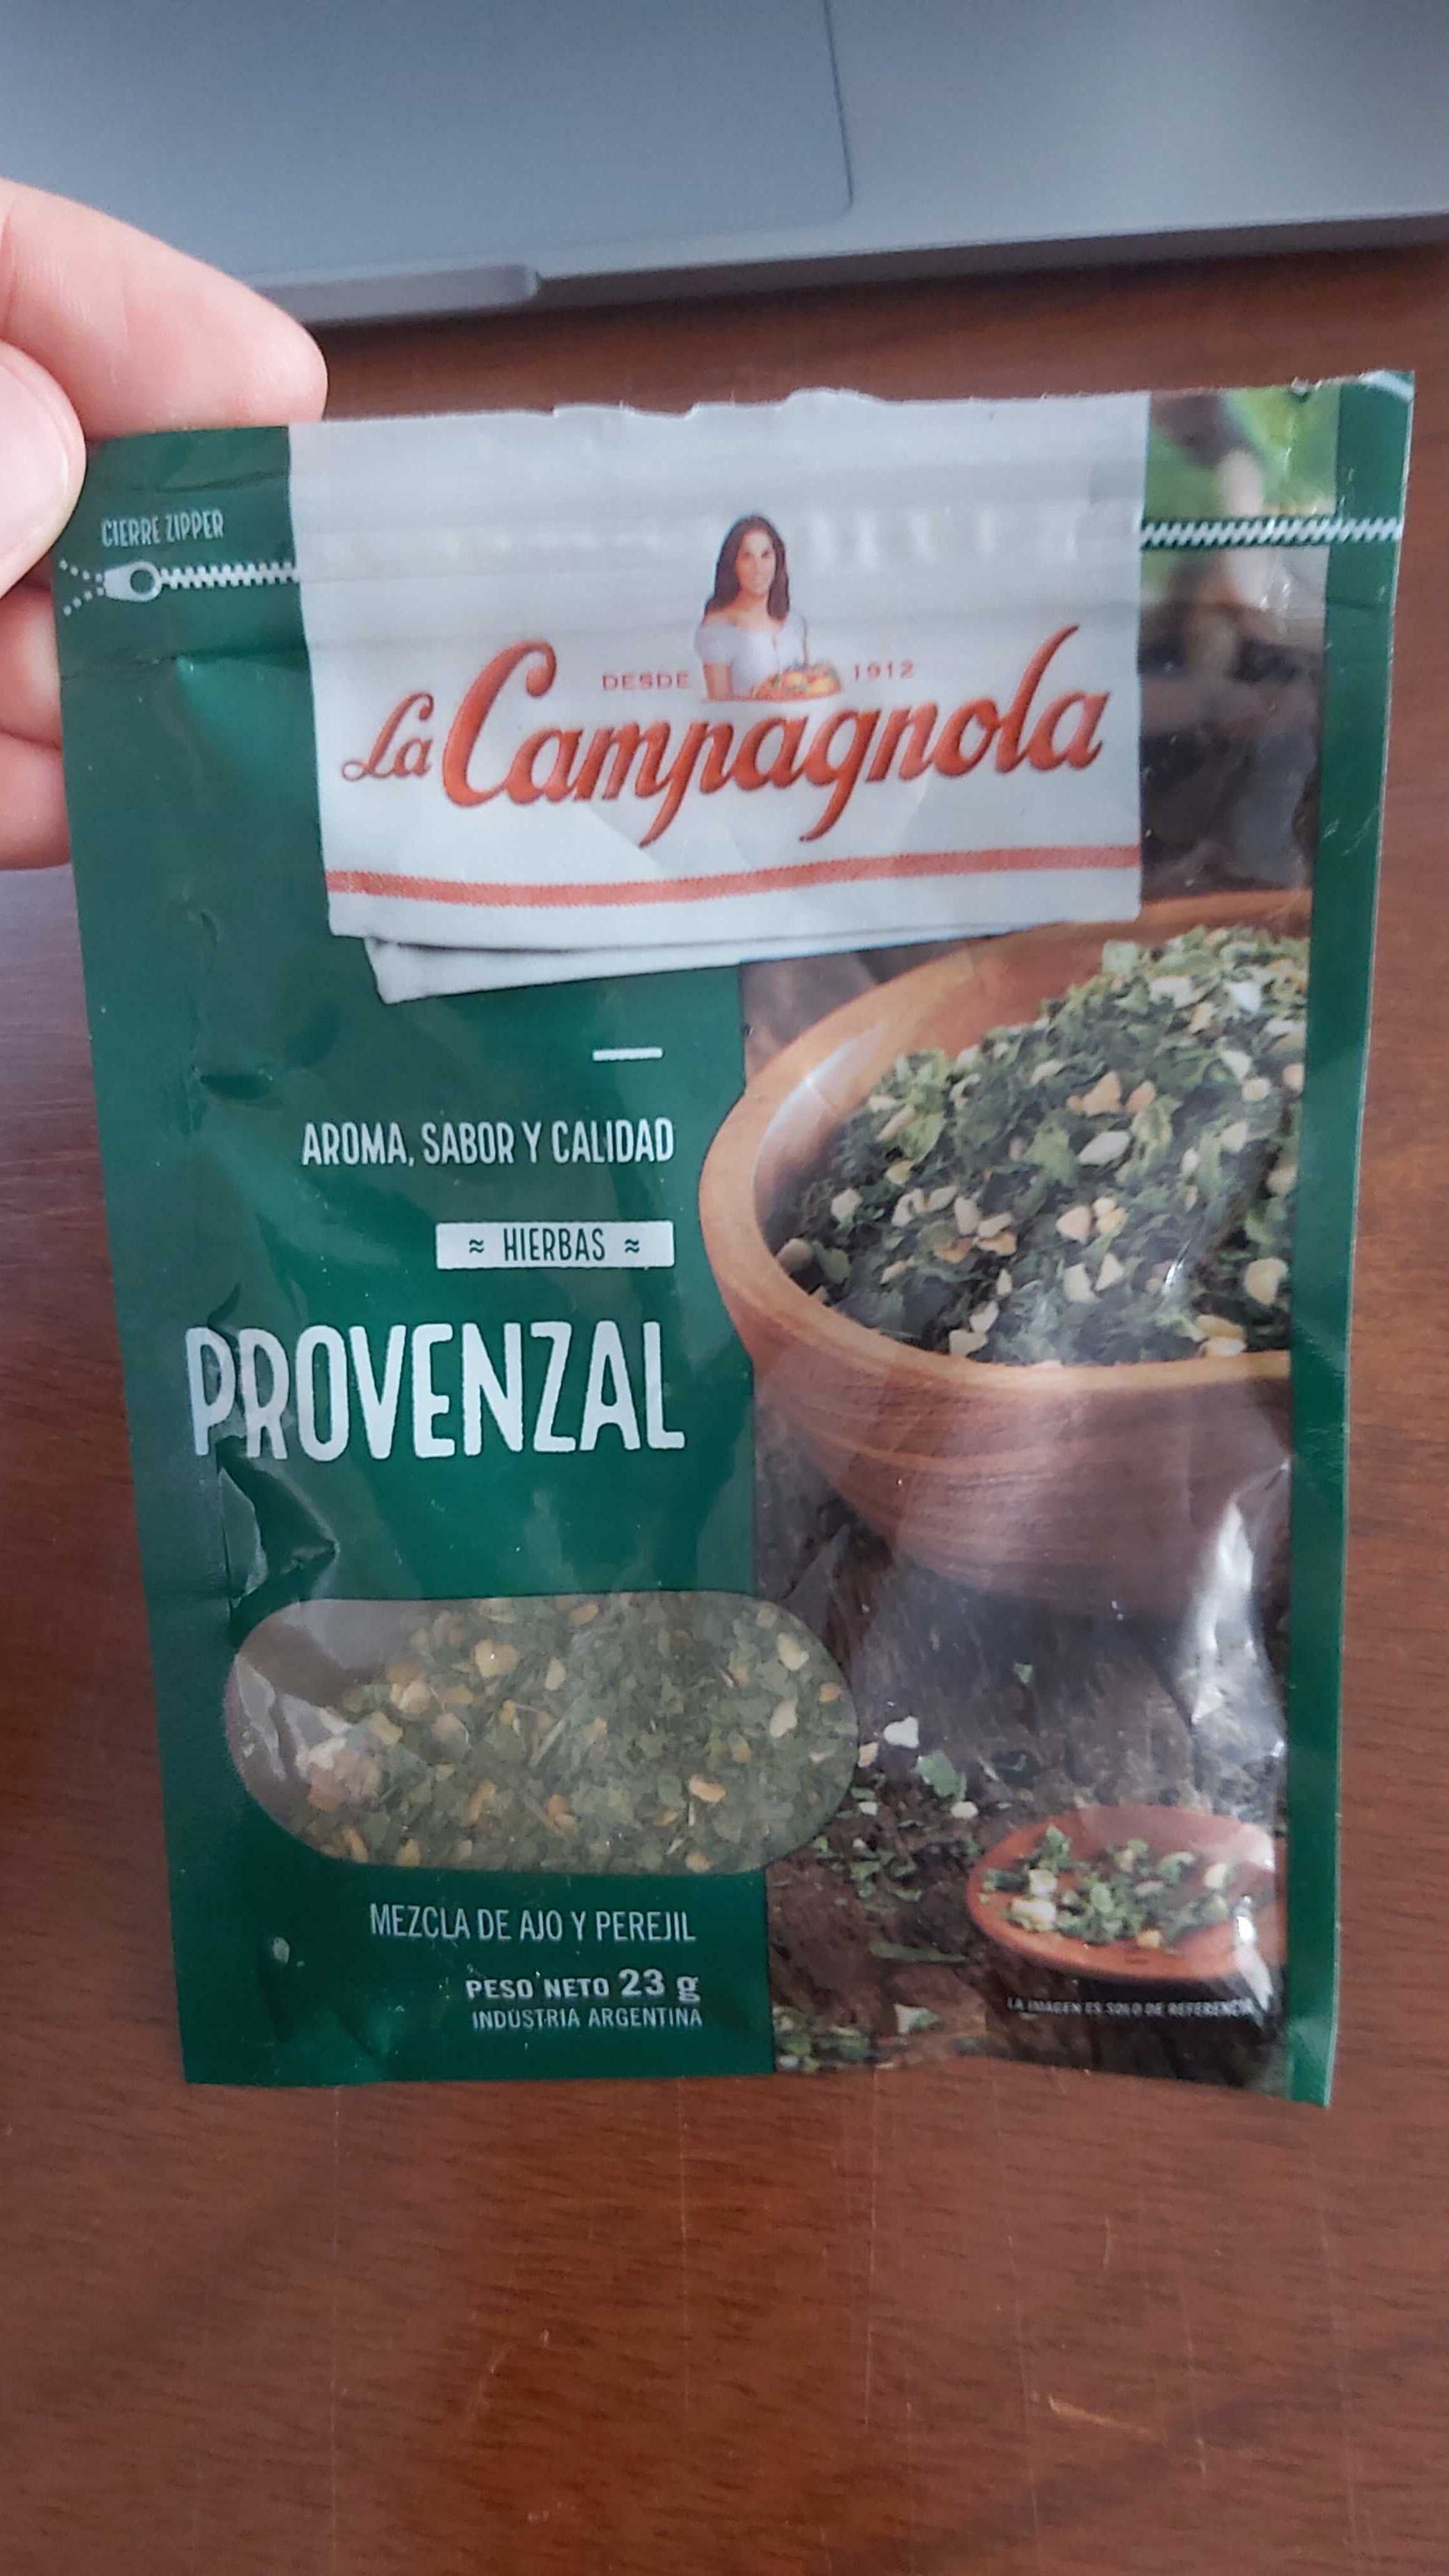 CIERRE ZIPPER
DESDE 1912
La Campagnola
AROMA, SABOR Y CALIDAD
≈ HIERBAS ≈
PROVENZAL
MEZCLA DE AJO Y PEREJIL
PESO NETO 23 g
INDUSTRIA ARGENTINA
LA IMAGEN ES SOLO DE REFERENCIA